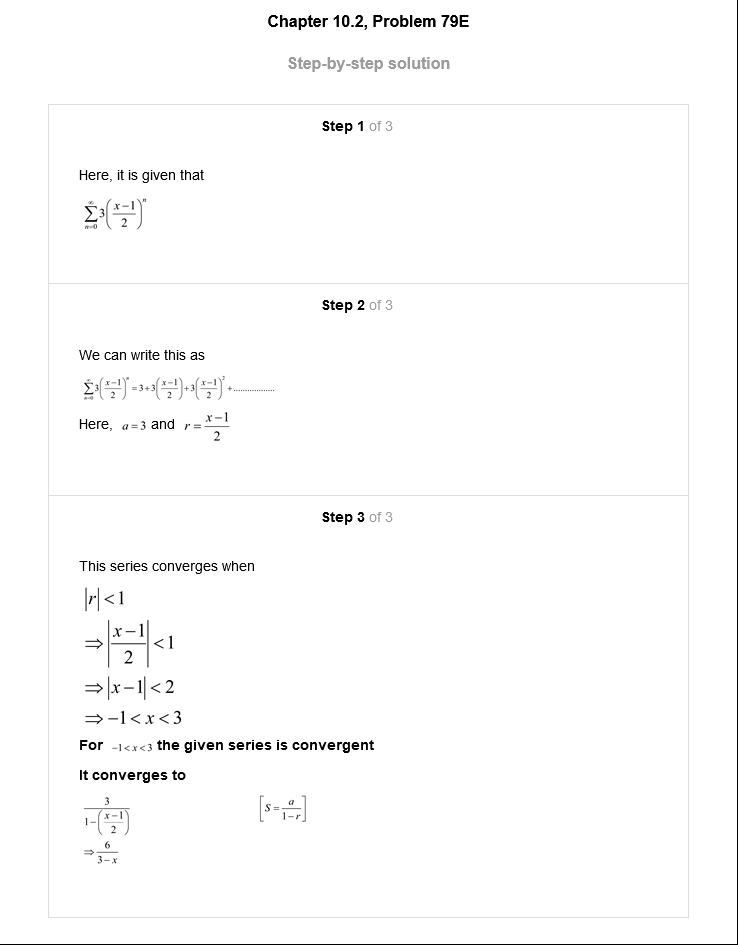 Chapter 10.2, Problem 79E
Step-by-step solution
Step 1 of 3
Here, it is given that
$\sum_{n=0}^{\infty} 3\left(\frac{x-1}{2}\right)^n$
Step 2 of 3
We can write this as
$\sum_{n=0}^{\infty} 3\left(\frac{x-1}{2}\right)^n = 3+3\left(\frac{x-1}{2}\right)+3\left(\frac{x-1}{2}\right)^2+..................$
Here, $a=3$ and $r=\frac{x-1}{2}$
Step 3 of 3
This series converges when
$|r|<1$
$\Rightarrow \left|\frac{x-1}{2}\right|<1$
$\Rightarrow |x-1|<2$
$\Rightarrow -1<x<3$
For $-1<x<3$ the given series is convergent
It converges to
$\frac{3}{1-\left(\frac{x-1}{2}\right)}$ $\left[S=\frac{a}{1-r}\right]$
$\Rightarrow \frac{6}{3-x}$